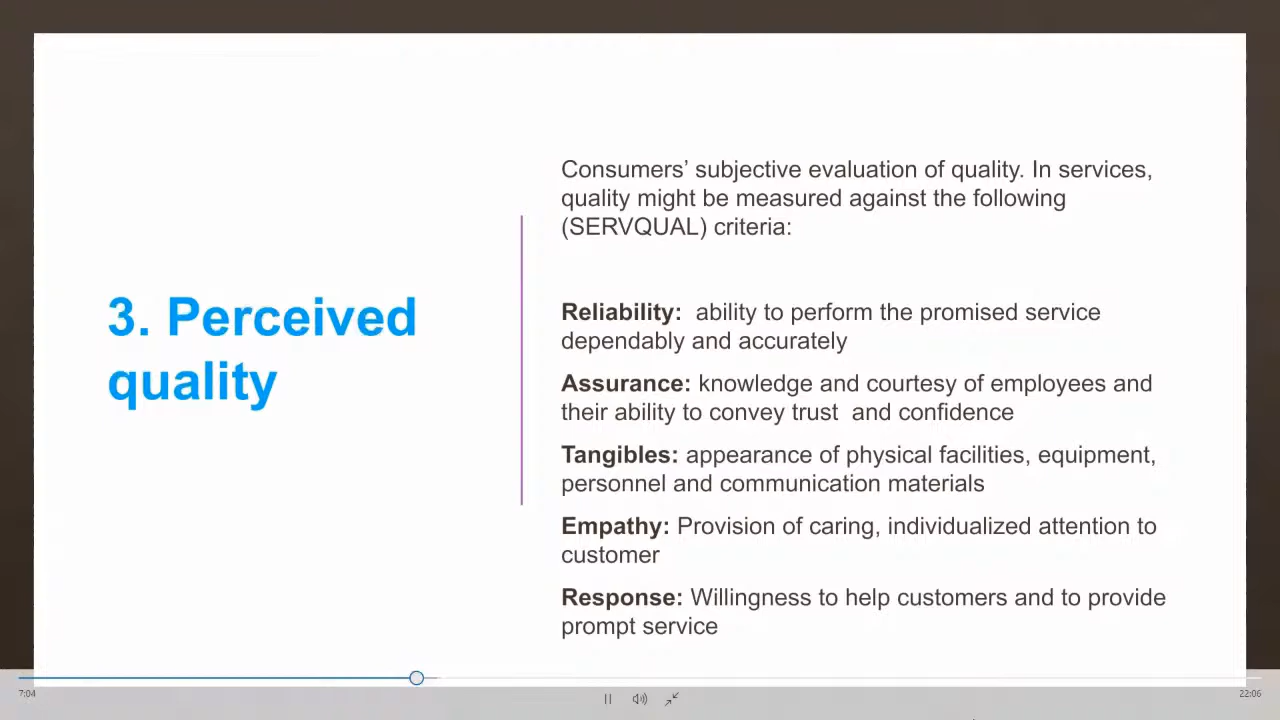 3. Perceived
quality
Consumers’ subjective evaluation of quality. In services,
quality might be measured against the following
(SERVQUAL) criteria:
Reliability:  ability to perform the promised service
dependably and accurately
Assurance: knowledge and courtesy of employees and
their ability to convey trust  and confidence
Tangibles: appearance of physical facilities, equipment,
personnel and communication materials
Empathy: Provision of caring, individualized attention to
customer
Response: Willingness to help customers and to provide
prompt service
7:04
22:06